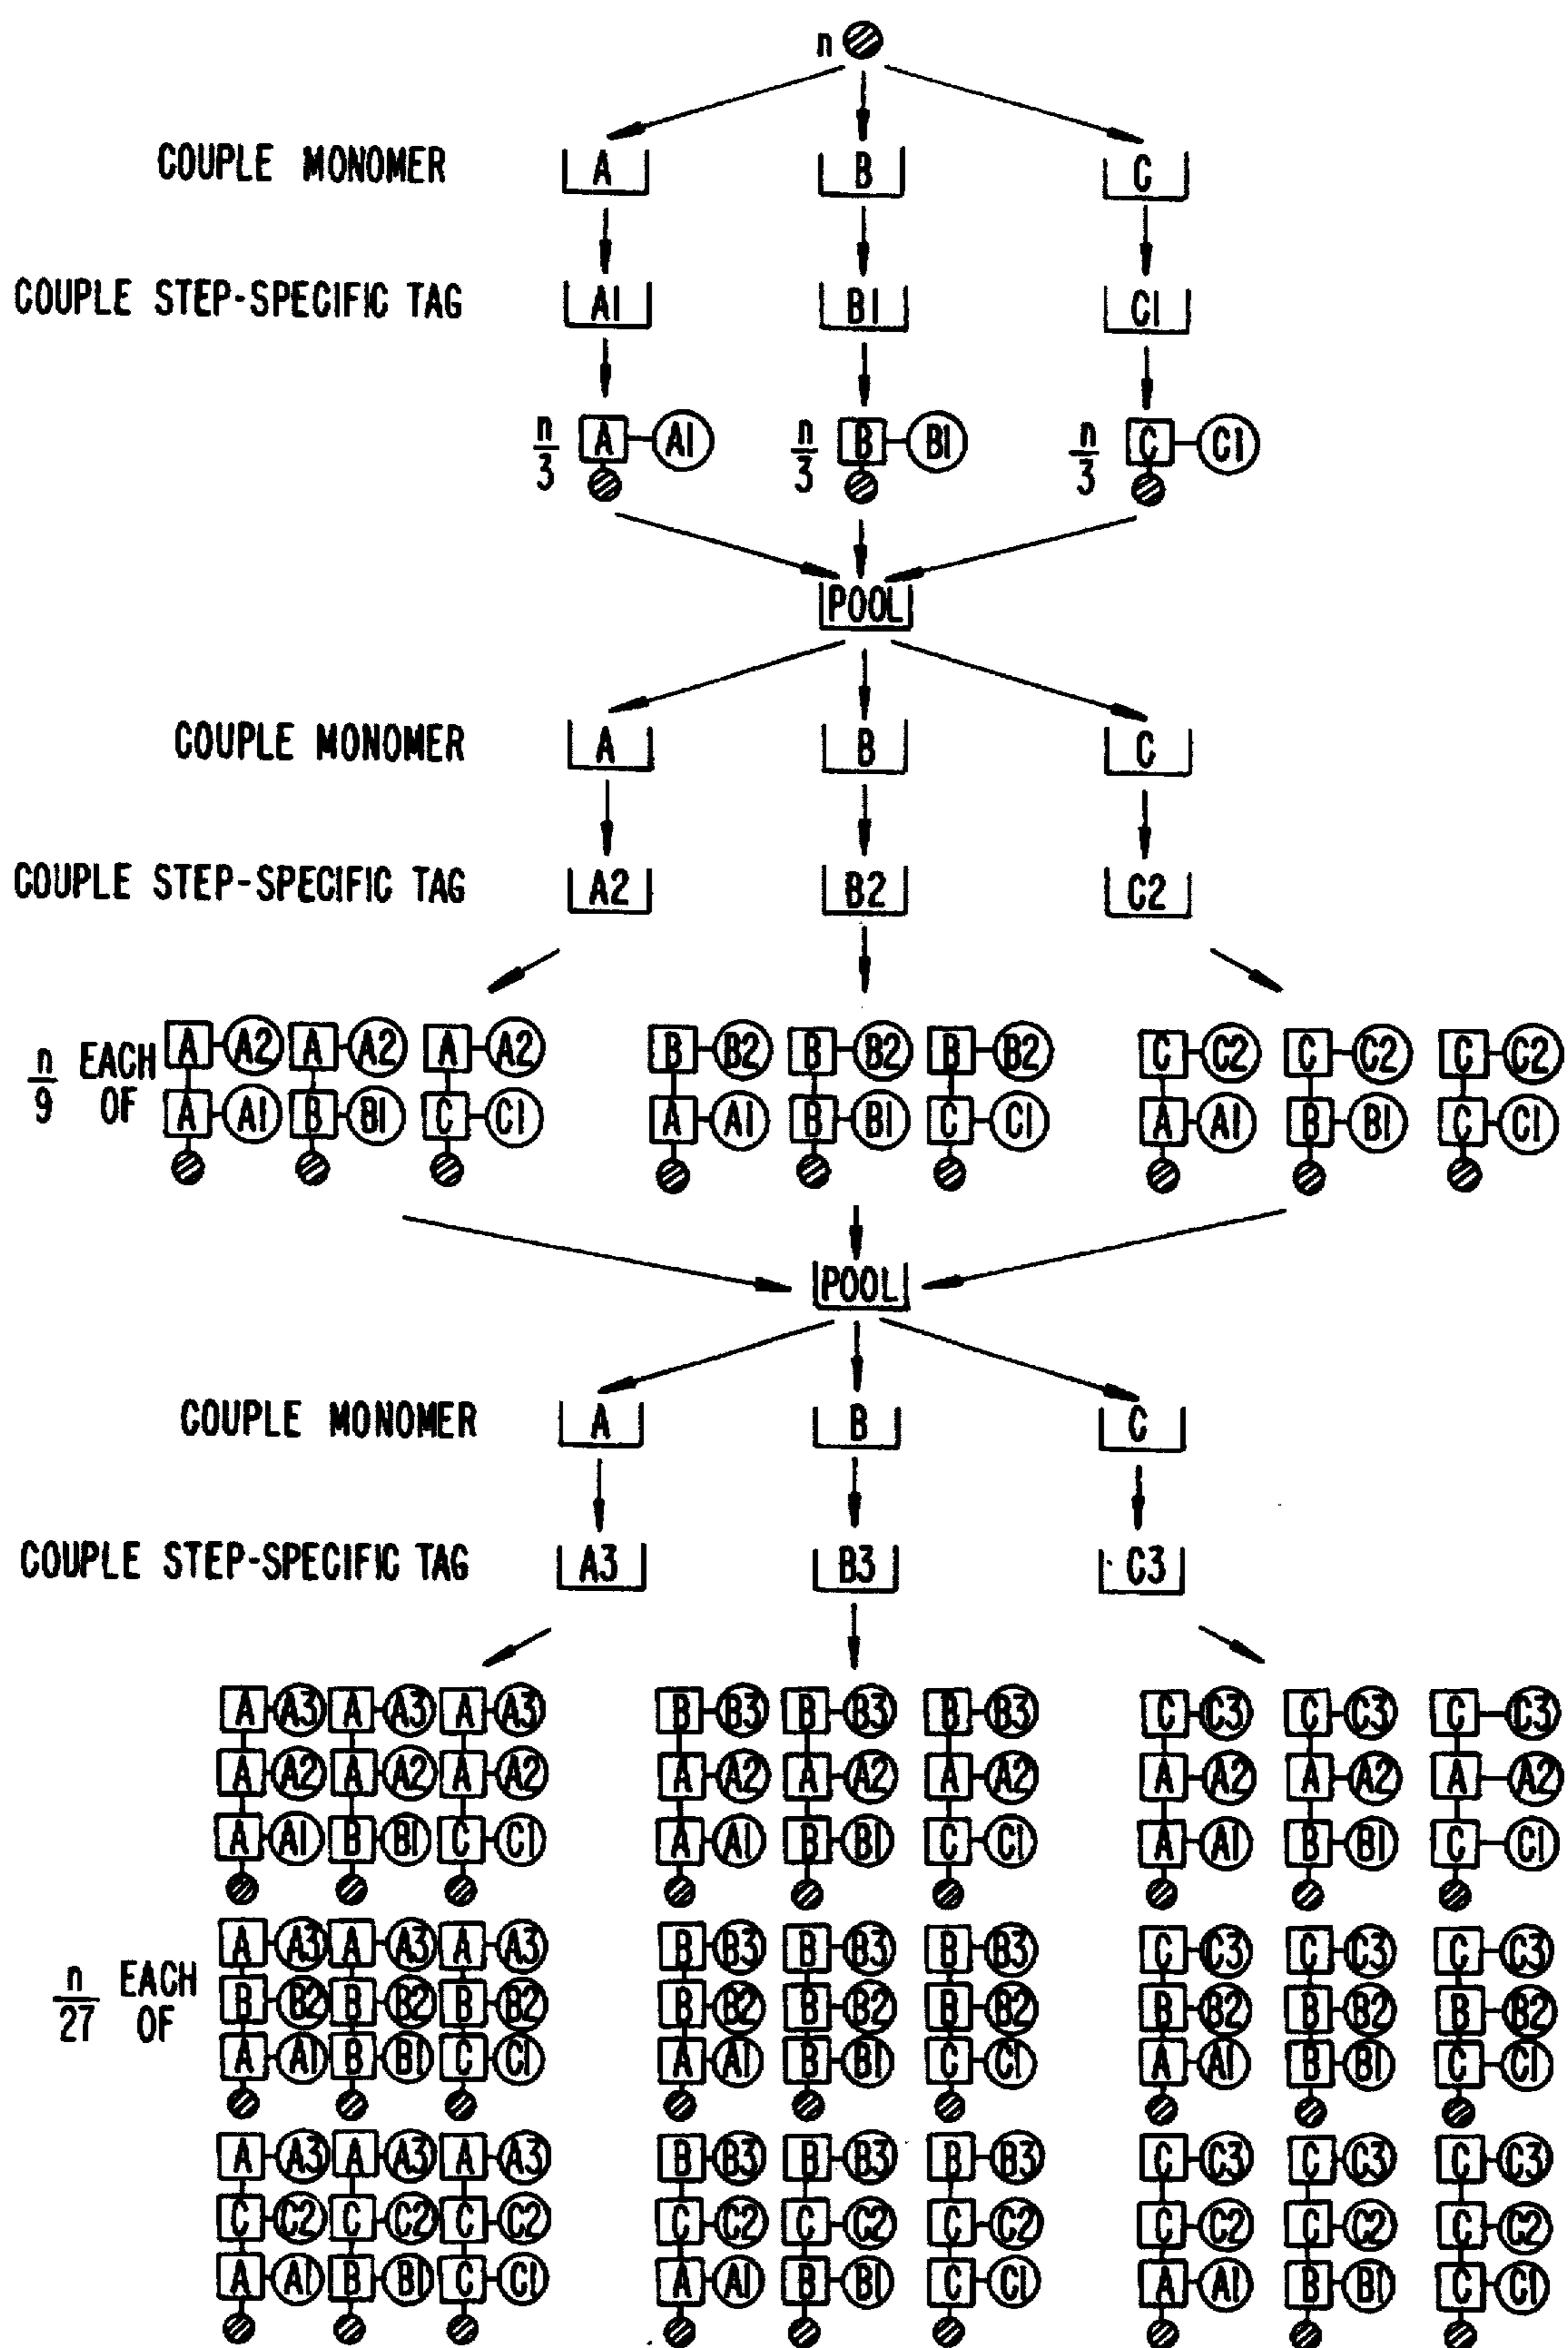 n
COUPLE MONOMER A B C
COUPLE STEP-SPECIFIC TAG A1 B1 C1
n/3 A A1 n/3 B B1 n/3 C C1
POOL
COUPLE MONOMER A B C
COUPLE STEP-SPECIFIC TAG A2 B2 C2
n/9 EACH OF
A A2 A A2 A A2 B B2 B B2 B B2 C C2 C C2 C C2
A A1 B B1 C C1 A A1 B B1 C C1 A A1 B B1 C C1
POOL
COUPLE MONOMER A B C
COUPLE STEP-SPECIFIC TAG A3 B3 C3
A A3 A A3 A A3 B B3 B B3 B B3 C C3 C C3 C C3
A A2 A A2 A A2 A A2 A A2 A A2 A A2 A A2 A A2
A A1 B B1 C C1 A A1 B B1 C C1 A A1 B B1 C C1
n/27 EACH OF
A A3 A A3 A A3 B B3 B B3 B B3 C C3 C C3 C C3
B B2 B B2 B B2 B B2 B B2 B B2 B B2 B B2 B B2
A A1 B B1 C C1 A A1 B B1 C C1 A A1 B B1 C C1
A A3 A A3 A A3 B B3 B B3 B B3 C C3 C C3 C C3
C C2 C C2 C C2 C C2 C C2 C C2 C C2 C C2 C C2
A A1 B B1 C C1 A A1 B B1 C C1 A A1 B B1 C C1